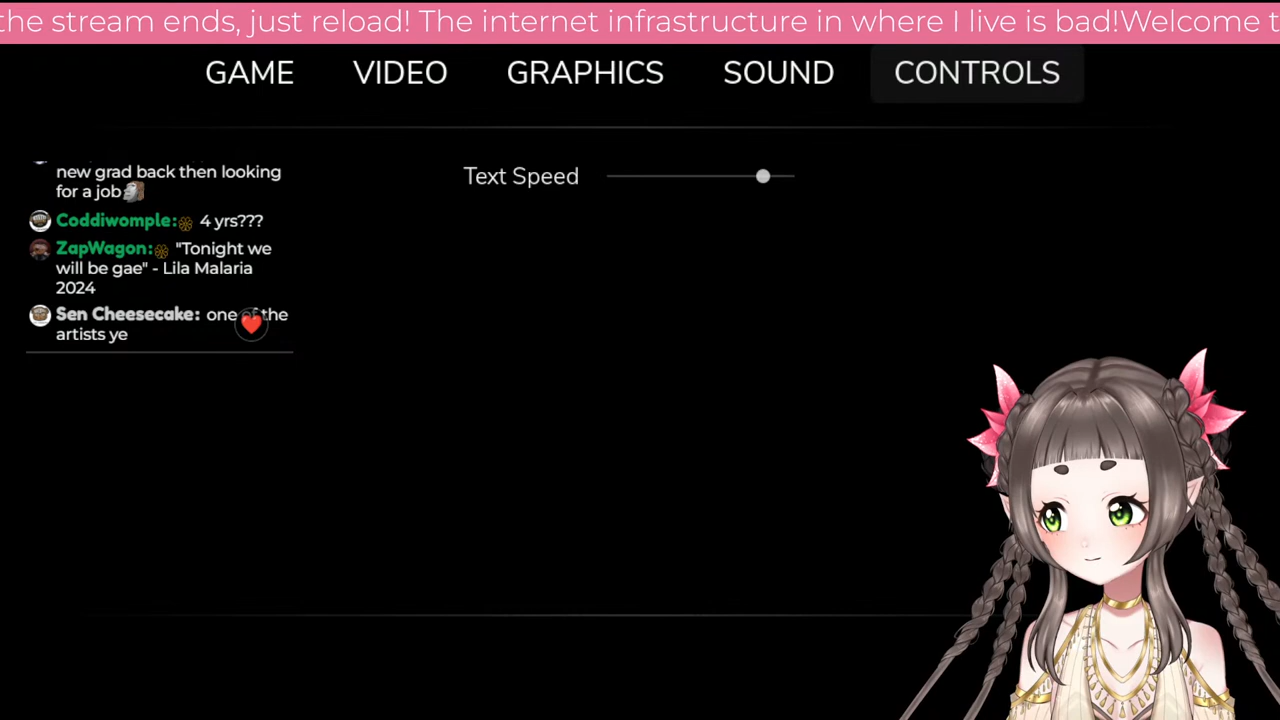 the stream ends, just reload! The internet infrastructure in where I live is bad!Welcome t
GAME VIDEO GRAPHICS SOUND CONTROLS
Text Speed
new grad back then looking
for a job
Coddiwomple: 4 yrs???
ZapWagon: "Tonight we
will be gae" - Lila Malaria
2024
Sen Cheesecake: one of the
artists ye